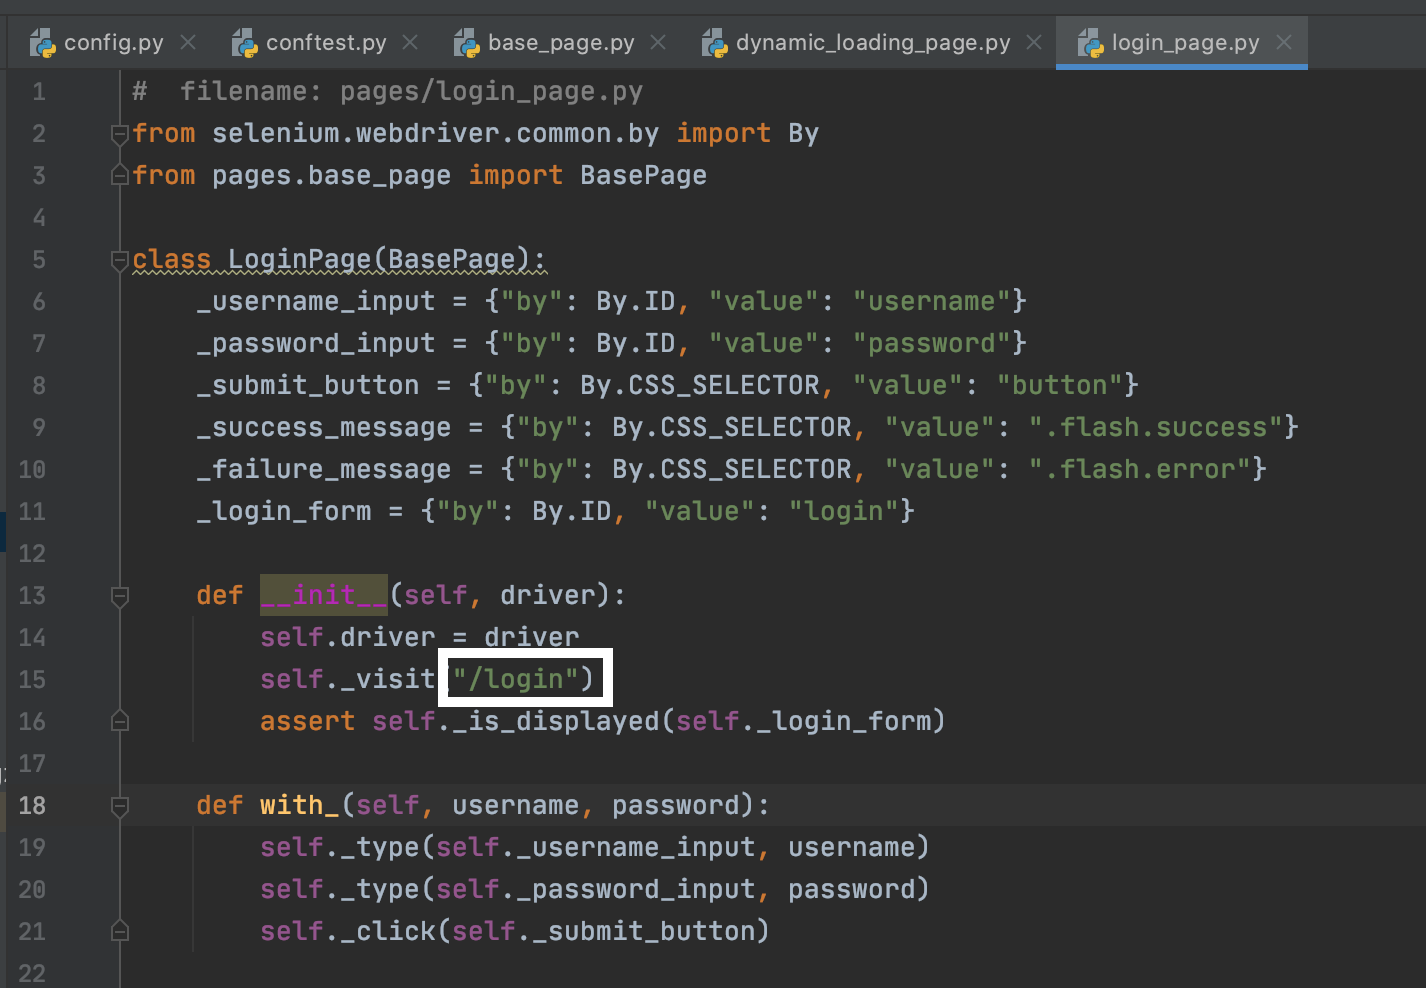 config.py conftest.py base_page.py dynamic_loading_page.py login_page.py
1 #  filename: pages/login_page.py
2 from selenium.webdriver.common.by import By
3 from pages.base_page import BasePage
4
5 class LoginPage(BasePage):
6     _username_input = {"by": By.ID, "value": "username"}
7     _password_input = {"by": By.ID, "value": "password"}
8     _submit_button = {"by": By.CSS_SELECTOR, "value": "button"}
9     _success_message = {"by": By.CSS_SELECTOR, "value": ".flash.success"}
10     _failure_message = {"by": By.CSS_SELECTOR, "value": ".flash.error"}
11     _login_form = {"by": By.ID, "value": "login"}
12
13     def __init__(self, driver):
14         self.driver = driver
15         self._visit("/login")
16         assert self._is_displayed(self._login_form)
17
18     def with_(self, username, password):
19         self._type(self._username_input, username)
20         self._type(self._password_input, password)
21         self._click(self._submit_button)
22